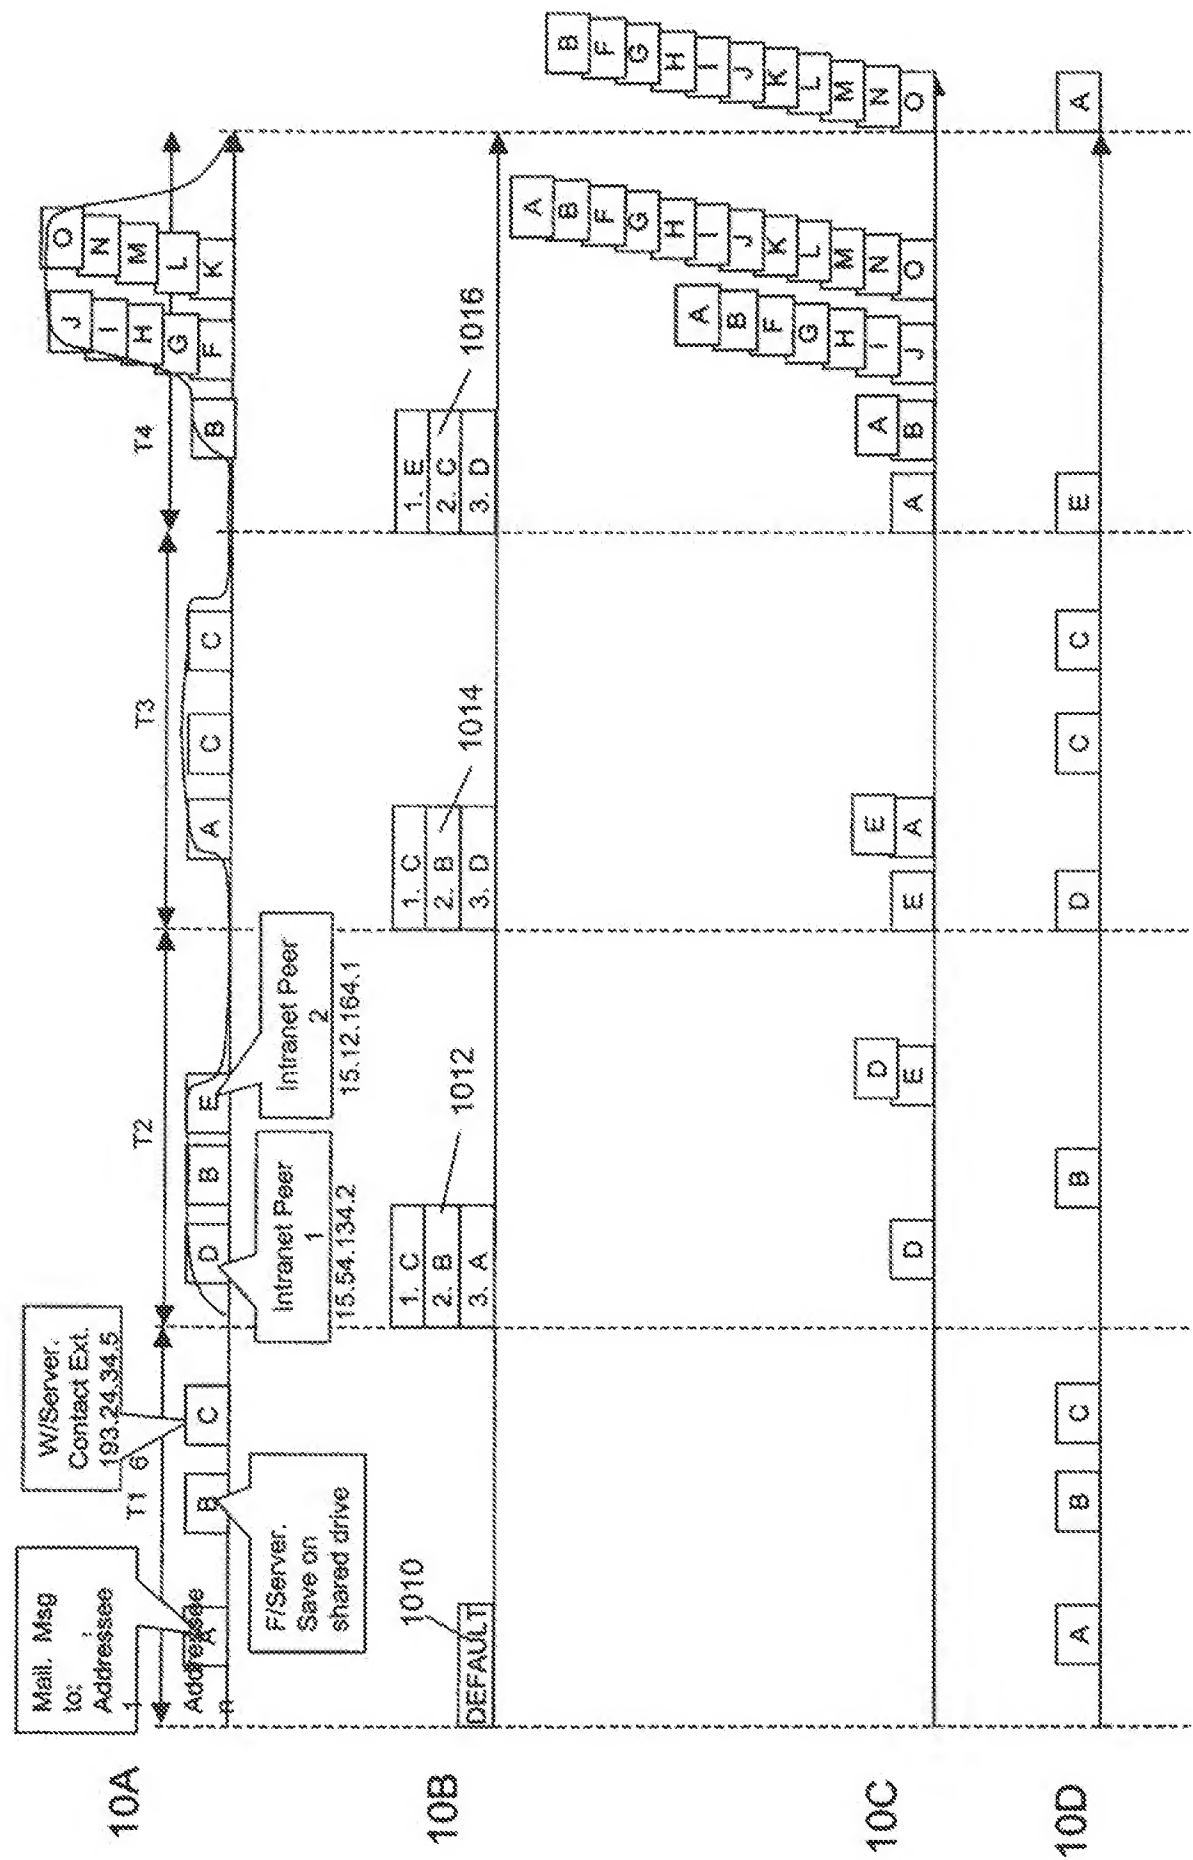 10A
Mail. Msg
to:
Addressee
1
Addressee
n
A
T1
W/Server.
Contact Ext.
193.24.34.5
6
B
C
F/Server.
Save on
shared drive
T2
D
B
E
Intranet Peer
1
15.54.134.2
Intranet Peer
2
15.12.164.1
T3
A
C
C
T4
B
J
I
H
G
F
O
N
M
L
K
10B
1010
DEFAULT
1012
1. C
2. B
3. A
1014
1. C
2. B
3. D
1016
1. E
2. C
3. D
10C
D
D
E
E
E
A
A
A
B
A
B
F
G
H
I
J
A
B
F
G
H
I
J
K
L
M
N
O
B
F
G
H
I
J
K
L
M
N
O
10D
A
B
C
B
D
C
C
E
A